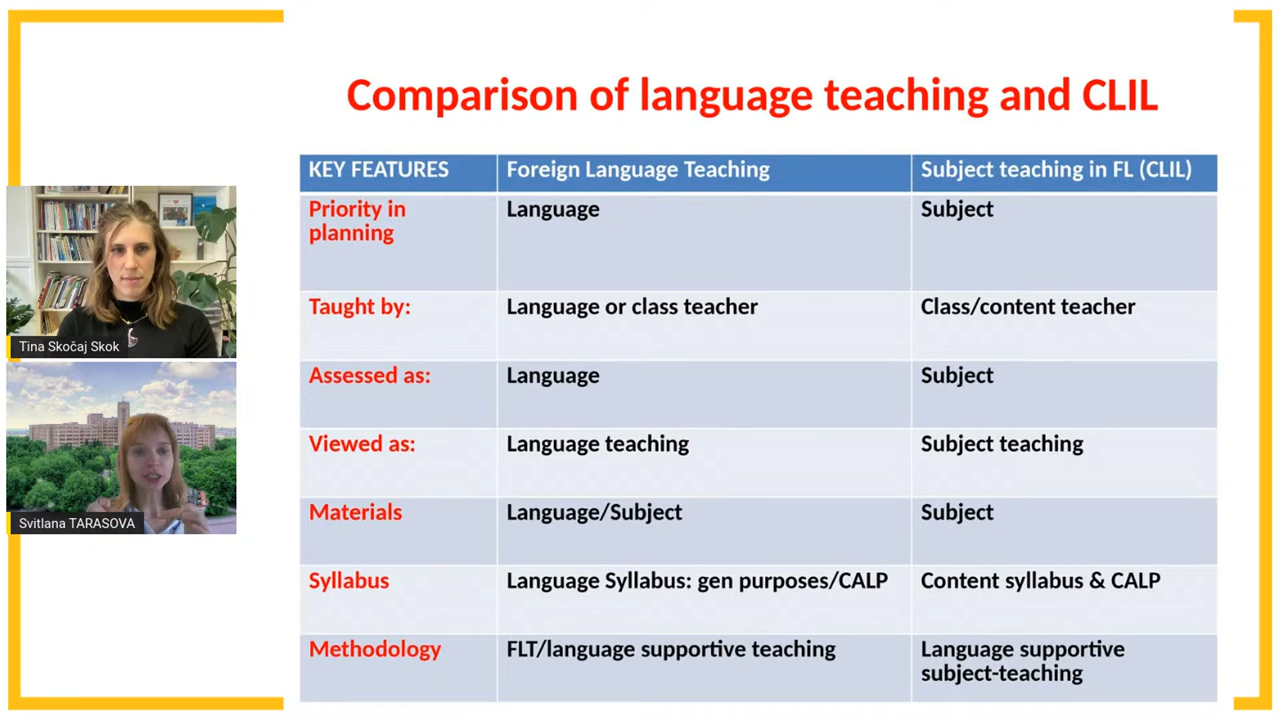 Comparison of language teaching and CLIL
KEY FEATURES
Foreign Language Teaching
Subject teaching in FL (CLIL)
Priority in
planning
Language
Subject
Taught by:
Language or class teacher
Class/content teacher
Assessed as:
Language
Subject
Viewed as:
Language teaching
Subject teaching
Materials
Language/Subject
Subject
Syllabus
Language Syllabus: gen purposes/CALP
Content syllabus & CALP
Methodology
FLT/language supportive teaching
Language supportive
subject-teaching
Tina Skočaj Skok
Svitlana TARASOVA